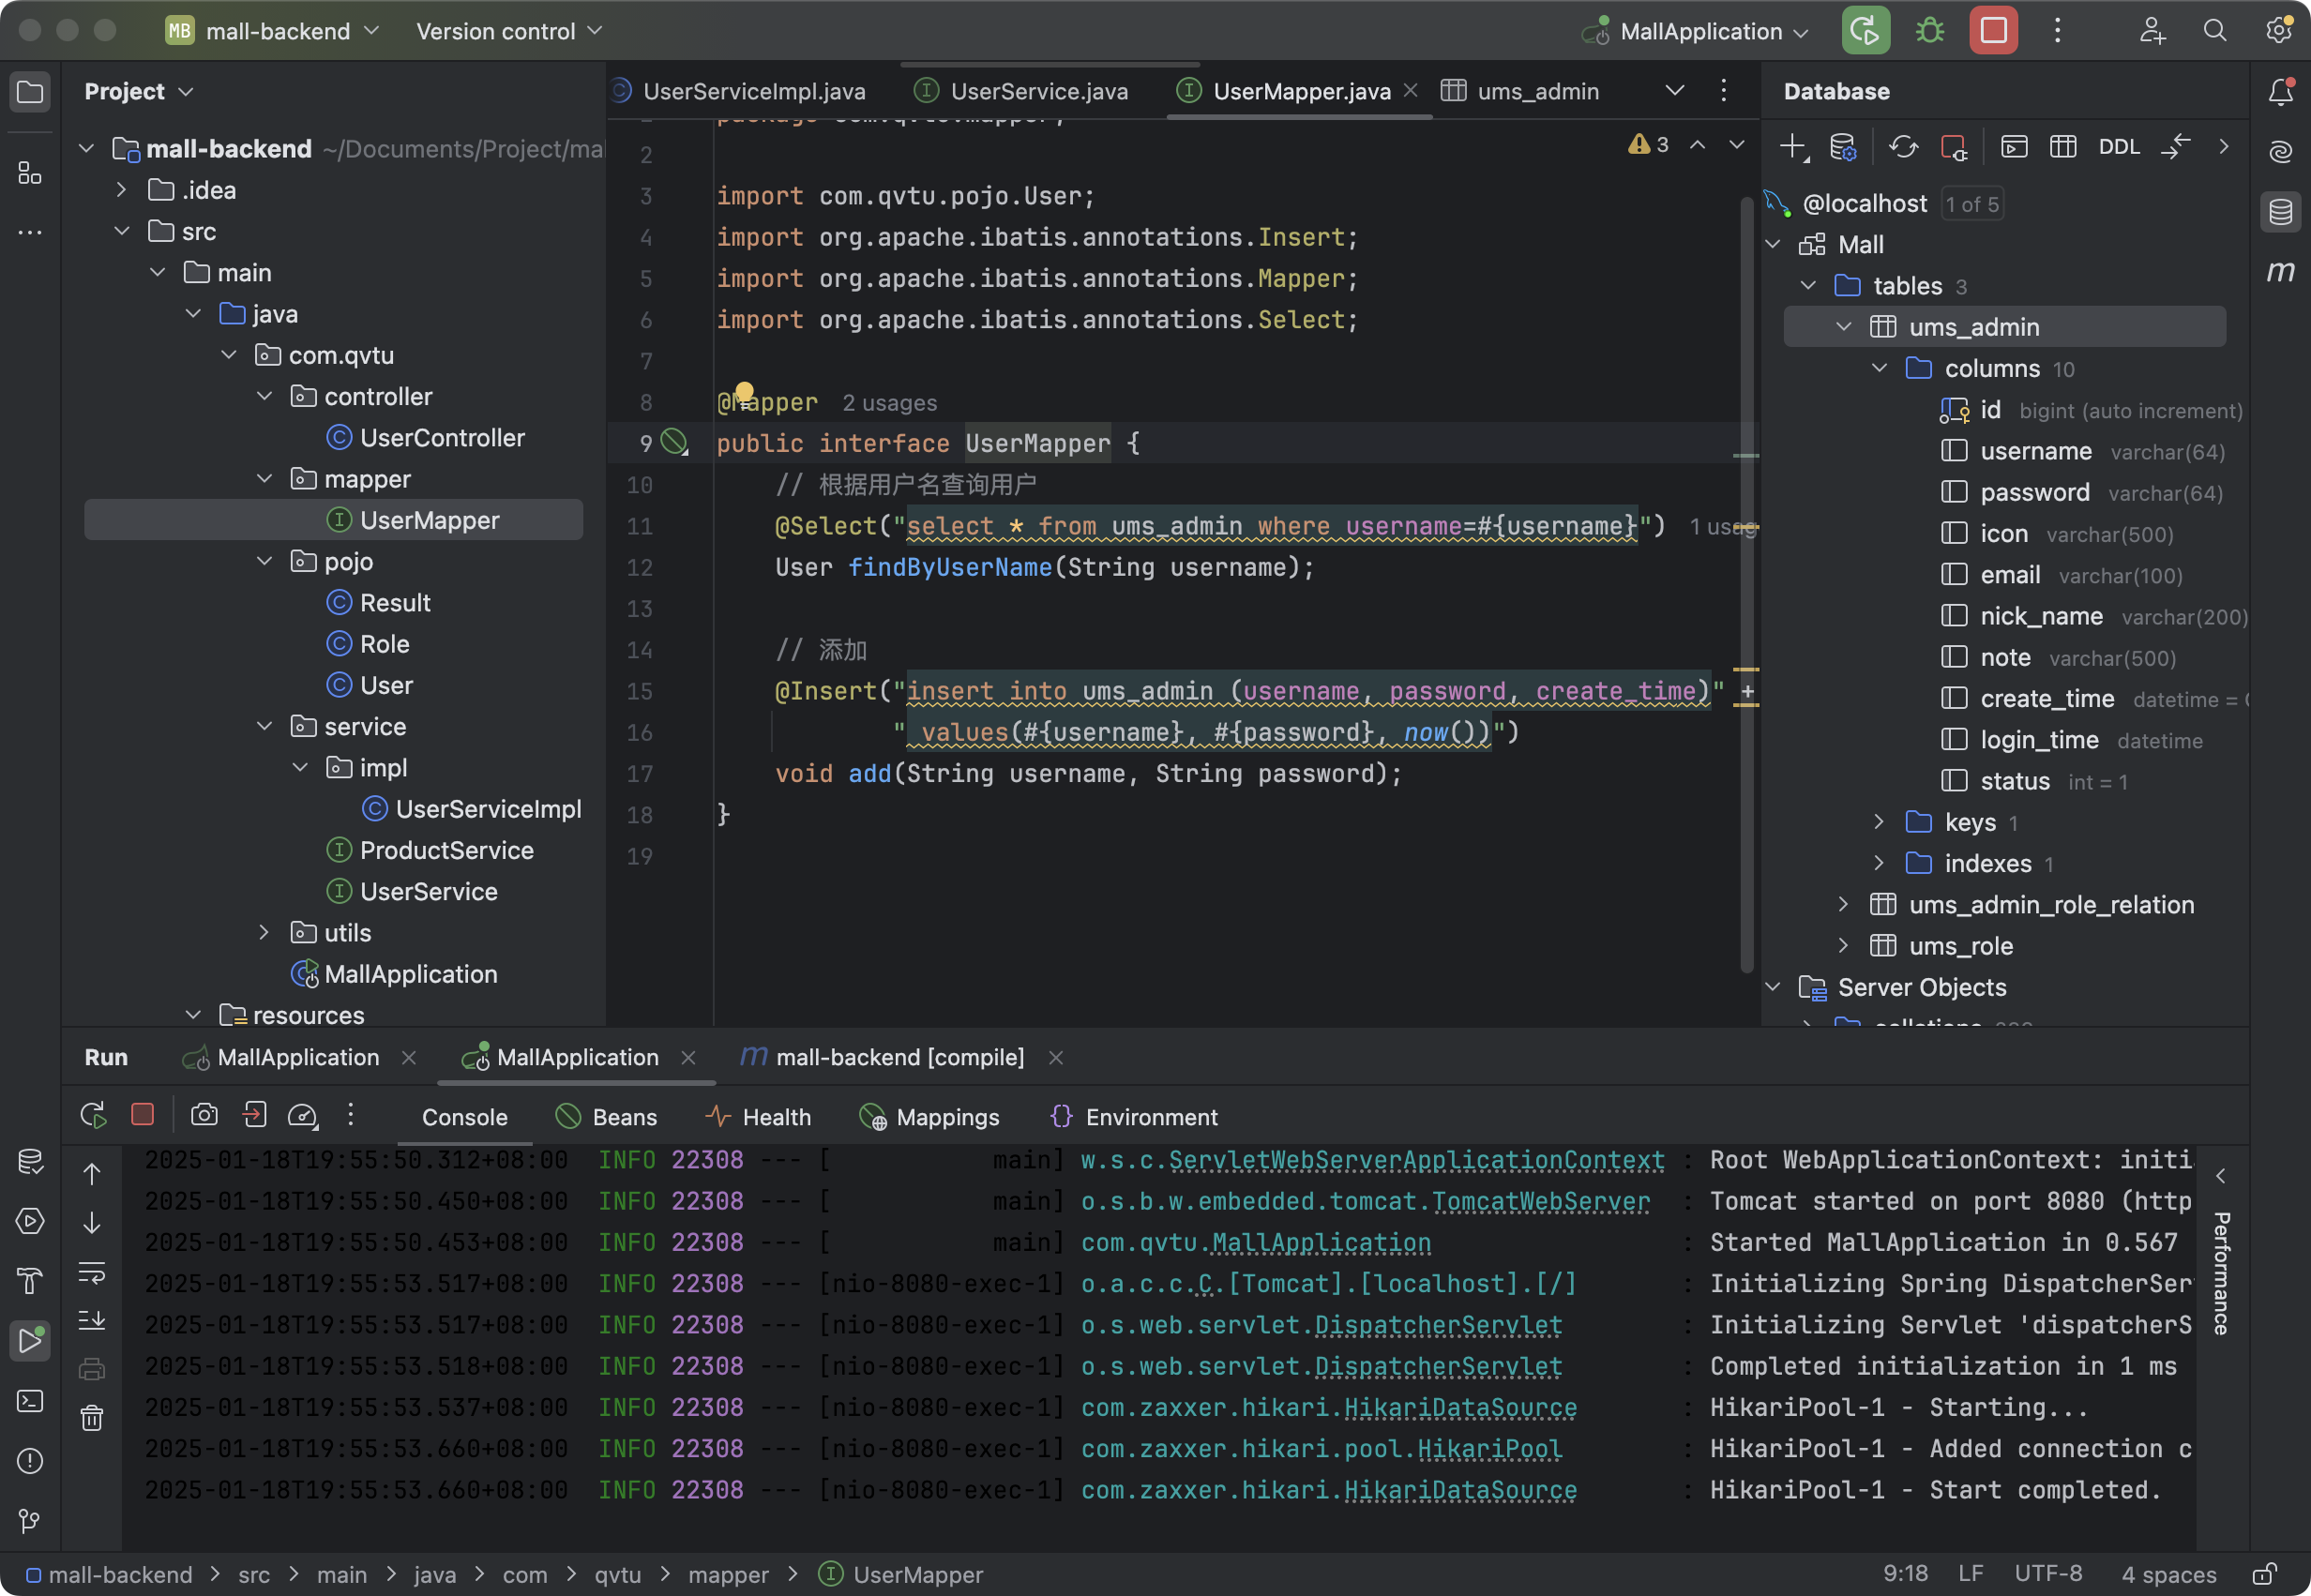 MB mall-backend Version control MallApplication
Project
mall-backend ~/Documents/Project/mal
.idea
src
main
java
com.qvtu
controller
UserController
mapper
UserMapper
pojo
Result
Role
User
service
impl
UserServiceImpl
ProductService
UserService
utils
MallApplication
resources
UserServiceImpl.java UserService.java UserMapper.java ums_admin
3
2
3 import com.qvtu.pojo.User;
4 import org.apache.ibatis.annotations.Insert;
5 import org.apache.ibatis.annotations.Mapper;
6 import org.apache.ibatis.annotations.Select;
7
8 @Mapper 2 usages
9 public interface UserMapper {
10 // 根据用户名查询用户
11 @Select("select * from ums_admin where username=#{username}") 1 usag
12 User findByUserName(String username);
13
14 // 添加
15 @Insert("insert into ums_admin (username, password, create_time)" +
16 " values(#{username}, #{password}, now())")
17 void add(String username, String password);
18 }
19
Database
DDL
@localhost 1 of 5
Mall
tables 3
ums_admin
columns 10
id bigint (auto increment)
username varchar(64)
password varchar(64)
icon varchar(500)
email varchar(100)
nick_name varchar(200)
note varchar(500)
create_time datetime =
login_time datetime
status int = 1
keys 1
indexes 1
ums_admin_role_relation
ums_role
Server Objects
Run MallApplication MallApplication m mall-backend [compile]
Console Beans Health Mappings Environment
2025-01-18T19:55:50.312+08:00 INFO 22308 --- [ main] w.s.c.ServletWebServerApplicationContext : Root WebApplicationContext: initi
2025-01-18T19:55:50.450+08:00 INFO 22308 --- [ main] o.s.b.w.embedded.tomcat.TomcatWebServer : Tomcat started on port 8080 (http
2025-01-18T19:55:50.453+08:00 INFO 22308 --- [ main] com.qvtu.MallApplication : Started MallApplication in 0.567
2025-01-18T19:55:53.517+08:00 INFO 22308 --- [nio-8080-exec-1] o.a.c.c.C.[Tomcat].[localhost].[/] : Initializing Spring DispatcherSer
2025-01-18T19:55:53.517+08:00 INFO 22308 --- [nio-8080-exec-1] o.s.web.servlet.DispatcherServlet : Initializing Servlet 'dispatcherS
2025-01-18T19:55:53.518+08:00 INFO 22308 --- [nio-8080-exec-1] o.s.web.servlet.DispatcherServlet : Completed initialization in 1 ms
2025-01-18T19:55:53.537+08:00 INFO 22308 --- [nio-8080-exec-1] com.zaxxer.hikari.HikariDataSource : HikariPool-1 - Starting...
2025-01-18T19:55:53.660+08:00 INFO 22308 --- [nio-8080-exec-1] com.zaxxer.hikari.pool.HikariPool : HikariPool-1 - Added connection c
2025-01-18T19:55:53.660+08:00 INFO 22308 --- [nio-8080-exec-1] com.zaxxer.hikari.HikariDataSource : HikariPool-1 - Start completed.
Performance
mall-backend > src > main > java > com > qvtu > mapper > UserMapper 9:18 LF UTF-8 4 spaces